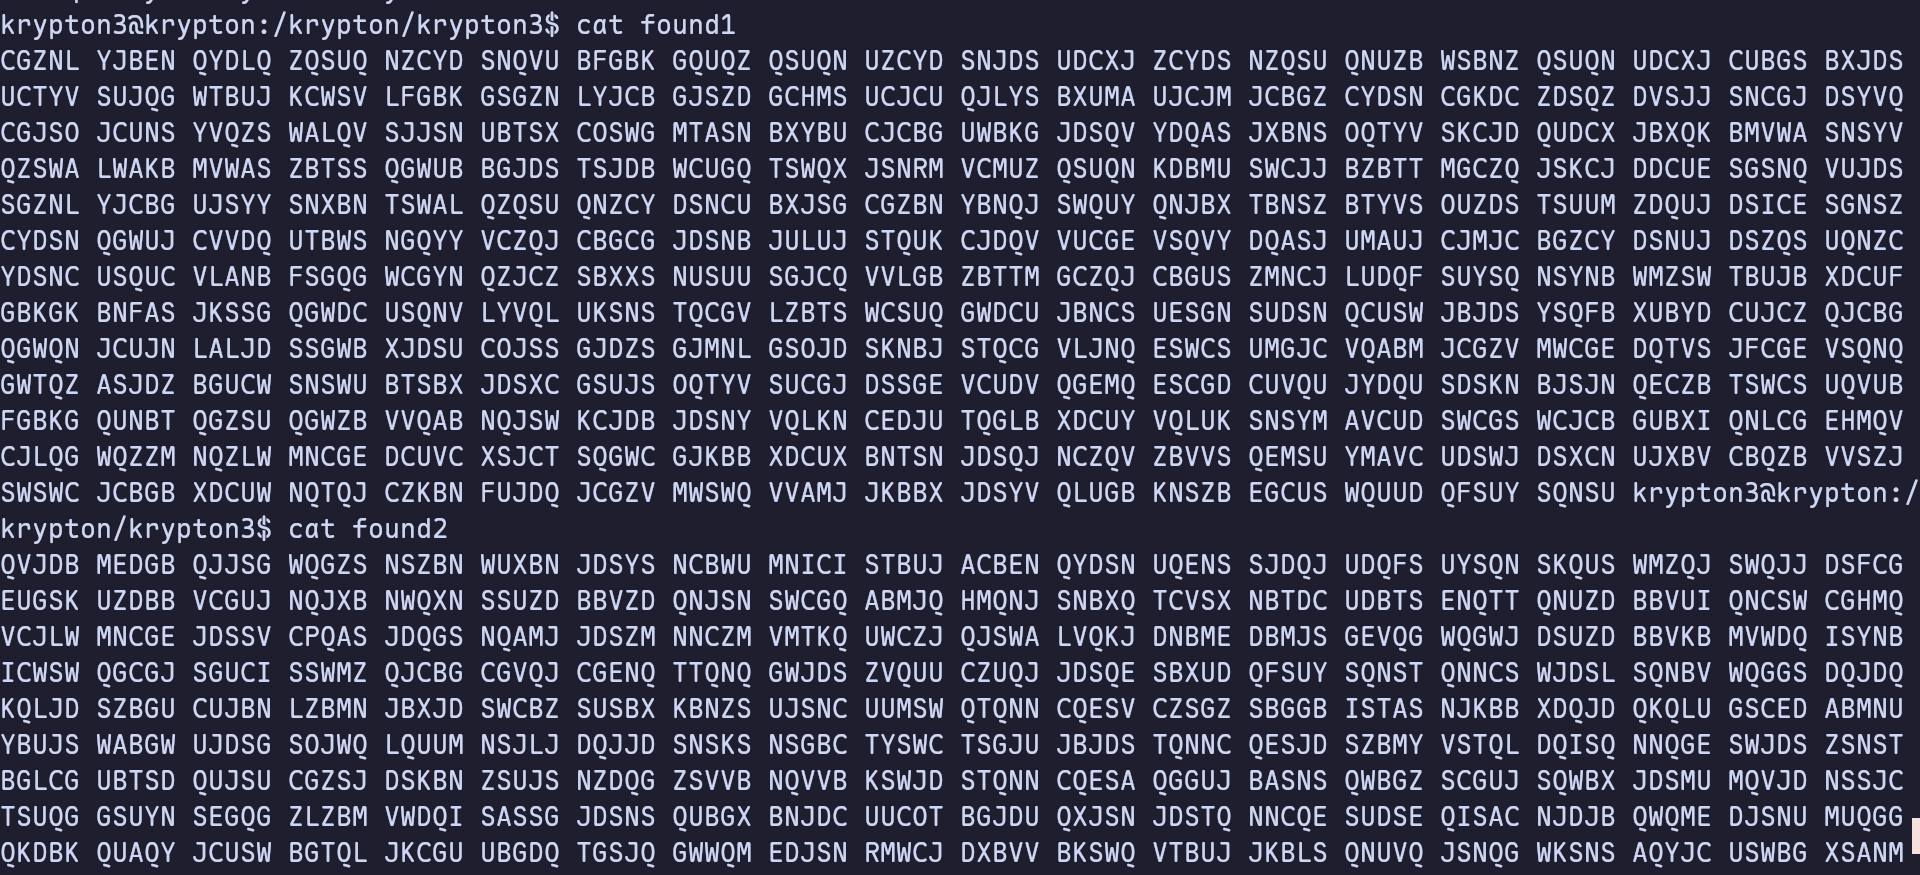 krypton3@krypton:/krypton/krypton3$ cat found1
CGZNL YJBEN QYDLQ ZQSUQ NZCYD SNQVU BFGBK GQUQZ QSUQN UZCYD SNJDS UDCXJ ZCYDS NZQSU QNUZB WSBNZ QSUQN UDCXJ CUBGS BXJDS
UCTYV SUJQG WTBUJ KCWSV LFGBK GSGZN LYJCB GJSZD GCHMS UCJCU QJLYS BXUMA UJCJM JCBGZ CYDSN CGKDC ZDSQZ DVSJJ SNCGJ DSYVQ
CGJSO JCUNS YVQZS WALQV SJJSN UBTSX COSWG MTASN BXYBU CJCBG UWBKG JDSQV YDQAS JXBNS OQTYV SKCJD QUDCX JBXQK BMVWA SNSYV
QZSWA LWAKB MVWAS ZBTSS QGWUB BGJDS TSJDB WCUGQ TSWQX JSNRM VCMUZ QSUQN KDBMU SWCJJ BZBTT MGCZQ JSKCJ DDCUE SGSNQ VUJDS
SGZNL YJCBG UJSYY SNXBN TSWAL QZQSU QNZCY DSNCU BXJSG CGZBN YBNQJ SWQUY QNJBX TBNSZ BTYVS OUZDS TSUUM ZDQUJ DSICE SGNSZ
CYDSN QGWUJ CVVDQ UTBWS NGQYY VCZQJ CBGCG JDSNB JULUJ STQUK CJDQV VUCGE VSQVY DQASJ UMAUJ CJMJC BGZCY DSNUJ DSZQS UQNZC
YDSNC USQUC VLANB FSGQG WCGYN QZJCZ SBXXS NUSUU SGJCQ VVLGB ZBTTM GCZQJ CBGUS ZMNCJ LUDQF SUYSQ NSYNB WMZSW TBUJB XDCUF
GBKGK BNFAS JKSSG QGWDC USQNV LYVQL UKSNS TQCGV LZBTS WCSUQ GWDCU JBNCS UESGN SUDSN QCUSW JBJDS YSQFB XUBYD CUJCZ QJCBG
QGWQN JCUJN LALJD SSGWB XJDSU COJSS GJDZS GJMNL GSOJD SKNBJ STQCG VLJNQ ESWCS UMGJC VQABM JCGZV MWCGE DQTVS JFCGE VSQNQ
GWTQZ ASJDZ BGUCW SNSWU BTSBX JDSXC GSUJS OQTYV SUCGJ DSSGE VCUDV QGEMQ ESCGD CUVQU JYDQU SDSKN BJSJN QECZB TSWCS UQVUB
FGBKG QUNBT QGZSU QGWZB VVQAB NQJSW KCJDB JDSNY VQLKN CEDJU TQGLB XDCUY VQLUK SNSYM AVCUD SWCGS WCJCB GUBXI QNLCG EHMQV
CJLQG WQZZM NQZLW MNCGE DCUVC XSJCT SQGWC GJKBB XDCUX BNTSN JDSQJ NCZQV ZBVVS QEMSU YMAVC UDSWJ DSXCN UJXBV CBQZB VVSZJ
SWSWC JCBGB XDCUW NQTQJ CZKBN FUJDQ JCGZV MWSWQ VVAMJ JKBBX JDSYV QLUGB KNSZB EGCUS WQUUD QFSUY SQNSU krypton3@krypton:/
krypton/krypton3$ cat found2
QVJDB MEDGB QJJSG WQGZS NSZBN WUXBN JDSYS NCBWU MNICI STBUJ ACBEN QYDSN UQENS SJDQJ UDQFS UYSQN SKQUS WMZQJ SWQJJ DSFCG
EUGSK UZDBB VCGUJ NQJXB NWQXN SSUZD BBVZD QNJSN SWCGQ ABMJQ HMQNJ SNBXQ TCVSX NBTDC UDBTS ENQTT QNUZD BBVUI QNCSW CGHMQ
VCJLW MNCGE JDSSV CPQAS JDQGS NQAMJ JDSZM NNCZM VMTKQ UWCZJ QJSWA LVQKJ DNBME DBMJS GEVQG WQGWJ DSUZD BBVKB MVWDQ ISYNB
ICWSW QGCGJ SGUCI SSWMZ QJCBG CGVQJ CGENQ TTQNQ GWJDS ZVQUU CZUQJ JDSQE SBXUD QFSUY SQNST QNNCS WJDSL SQNBV WQGGS DQJDQ
KQLJD SZBGU CUJBN LZBMN JBXJD SWCBZ SUSBX KBNZS UJSNC UUMSW QTQNN CQESV CZSGZ SBGGB ISTAS NJKBB XDQJD QKQLU GSCED ABMNU
YBUJS WABGW UJDSG SOJWQ LQUUM NSJLJ DQJJD SNSKS NSGBC TYSWC TSGJU JBJDS TQNNC QESJD SZBMY VSTQL DQISQ NNQGE SWJDS ZSNST
BGLCG UBTSD QUJSU CGZSJ DSKBN ZSUJS NZDQG ZSVVB NQVVB KSWJD STQNN CQESA QGGUJ BASNS QWBGZ SCGUJ SQWBX JDSMU MQVJD NSSJC
TSUQG GSUYN SEGQG ZLZBM VWDQI SASSG JDSNS QUBGX BNJDC UUCOT BGJDU QXJSN JDSTQ NNCQE SUDSE QISAC NJDJB QWQME DJSNU MUQGG
QKDBK QUAQY JCUSW BGTQL JKCGU UBGDQ TGSJQ GWWQM EDJSN RMWCJ DXBVV BKSWQ VTBUJ JKBLS QNUVQ JSNQG WKSNS AQYJC USWBG XSANM